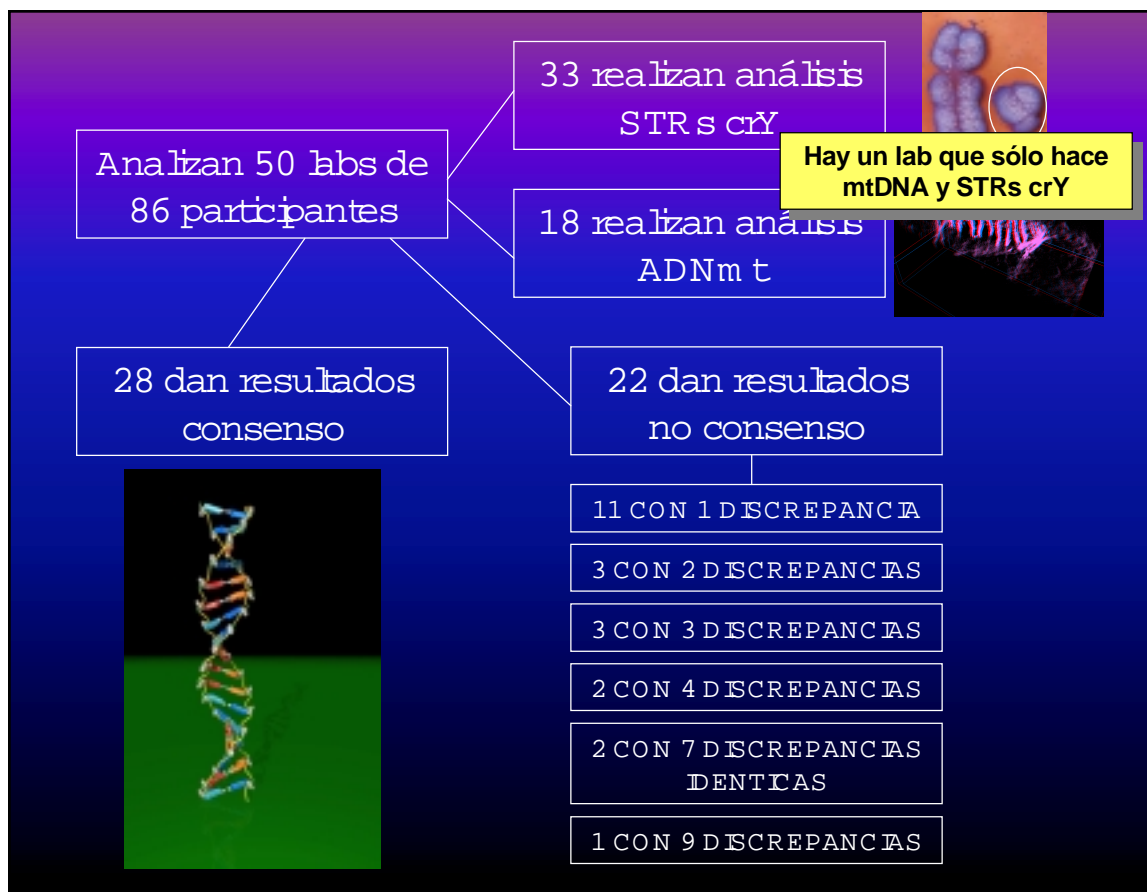 33 realizan análisis
STRs crY
Analizan 50 labs de
86 participantes
Hay un lab que sólo hace
mtDNA y STRs crY
18 realizan análisis
ADNmt
28 dan resultados
consenso
22 dan resultados
no consenso
11 CON 1 DISCREPANCIA
3 CON 2 DISCREPANCIAS
3 CON 3 DISCREPANCIAS
2 CON 4 DISCREPANCIAS
2 CON 7 DISCREPANCIAS
IDENTICAS
1 CON 9 DISCREPANCIAS